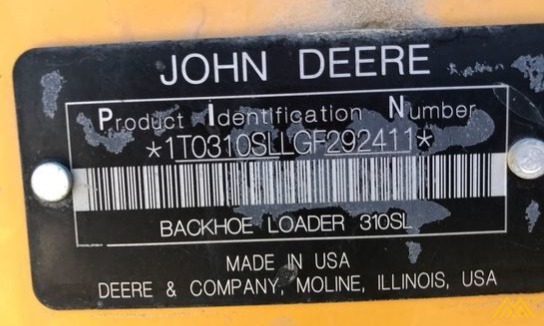 JOHN DEERE
Product Identification Number
*1T0310SLLGF292411*
BACKHOE LOADER 310SL
MADE IN USA
DEERE & COMPANY, MOLINE, ILLINOIS, USA